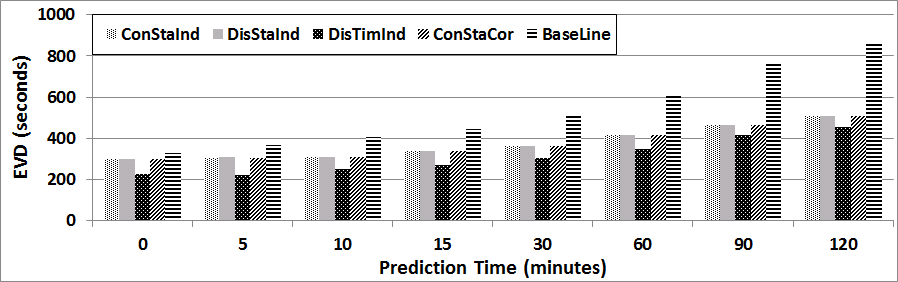 1000
800
600
400
200
0
EVD (seconds)
ConStaInd DisStaInd DisTimInd ConStaCor BaseLine
0 5 10 15 30 60 90 120
Prediction Time (minutes)